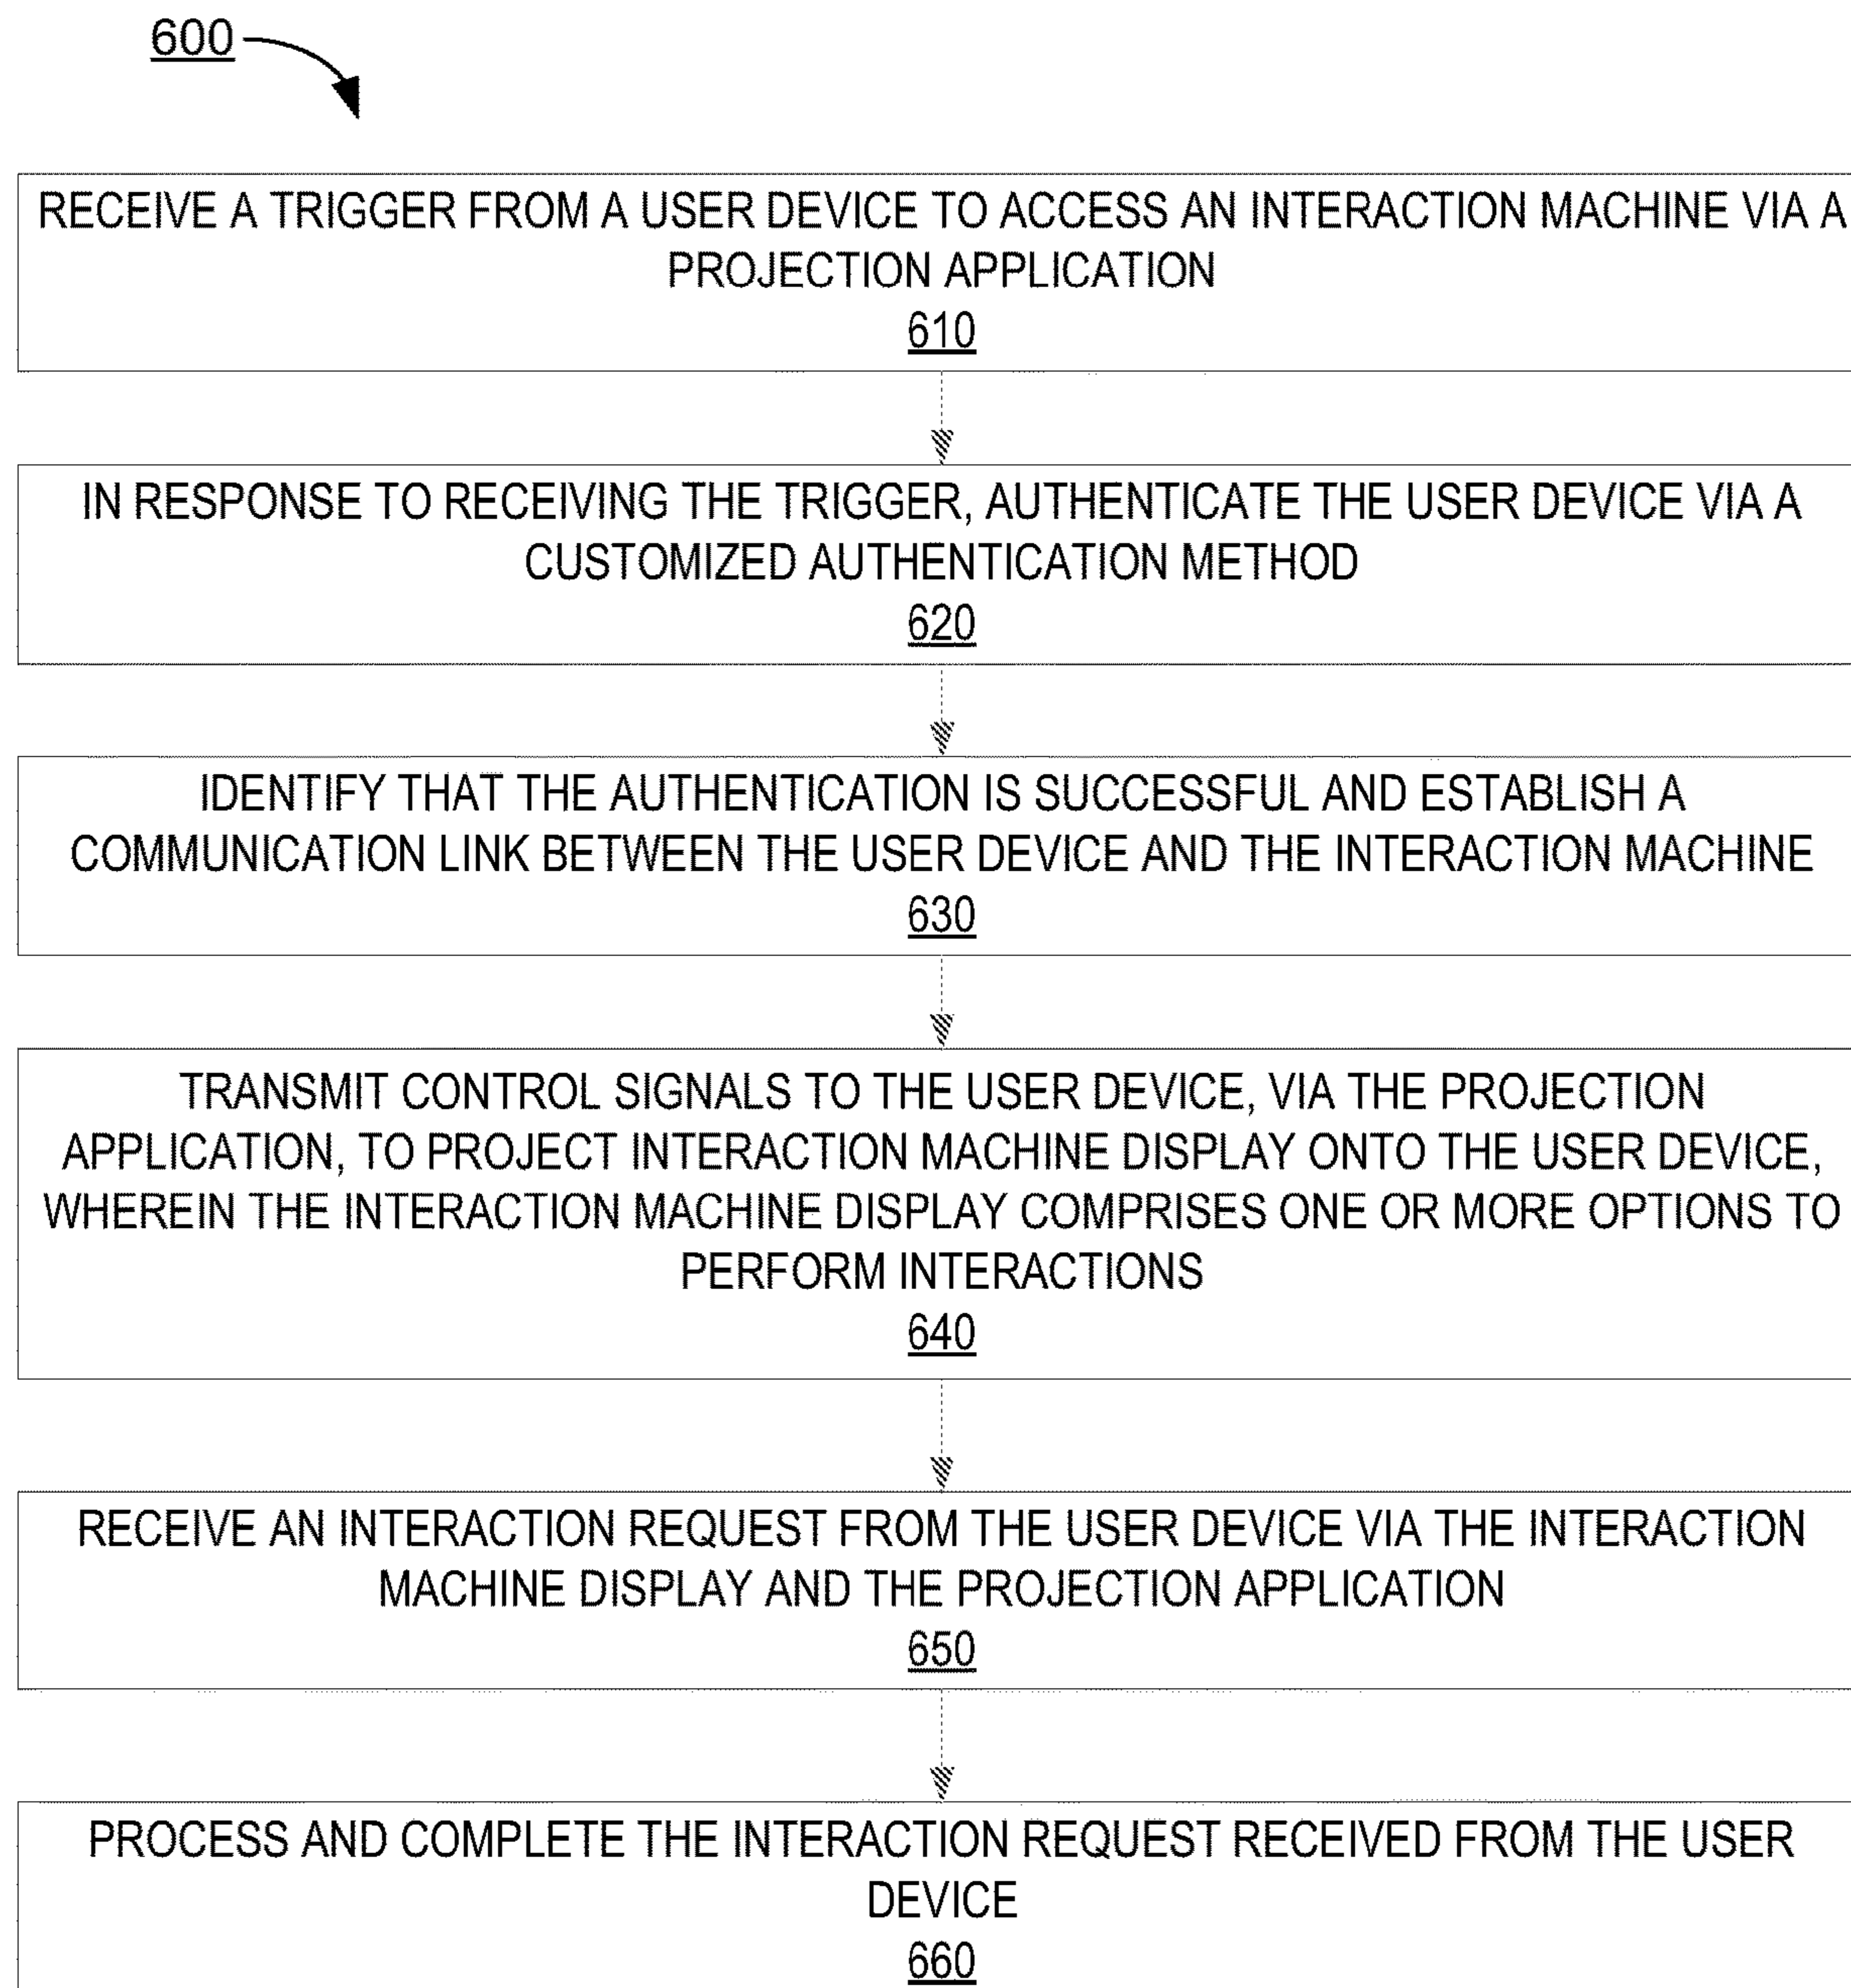 600
RECEIVE A TRIGGER FROM A USER DEVICE TO ACCESS AN INTERACTION MACHINE VIA A
PROJECTION APPLICATION
610
IN RESPONSE TO RECEIVING THE TRIGGER, AUTHENTICATE THE USER DEVICE VIA A
CUSTOMIZED AUTHENTICATION METHOD
620
IDENTIFY THAT THE AUTHENTICATION IS SUCCESSFUL AND ESTABLISH A
COMMUNICATION LINK BETWEEN THE USER DEVICE AND THE INTERACTION MACHINE
630
TRANSMIT CONTROL SIGNALS TO THE USER DEVICE, VIA THE PROJECTION
APPLICATION, TO PROJECT INTERACTION MACHINE DISPLAY ONTO THE USER DEVICE,
WHEREIN THE INTERACTION MACHINE DISPLAY COMPRISES ONE OR MORE OPTIONS TO
PERFORM INTERACTIONS
640
RECEIVE AN INTERACTION REQUEST FROM THE USER DEVICE VIA THE INTERACTION
MACHINE DISPLAY AND THE PROJECTION APPLICATION
650
PROCESS AND COMPLETE THE INTERACTION REQUEST RECEIVED FROM THE USER
DEVICE
660